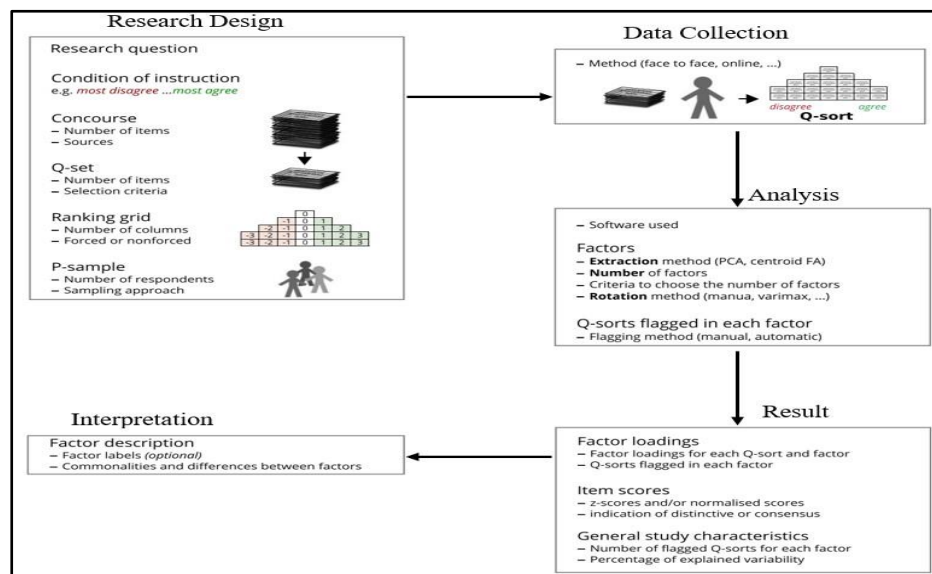 Research Design
Research question
Condition of instruction
e.g. most disagree ...most agree
Concourse
– Number of items
– Sources
Q-set
– Number of items
– Selection criteria
Ranking grid
– Number of columns
– Forced or nonforced
0
-1 0 1
-2 -1 0 1 2
-3 -2 -1 0 1 2 3
-3 -2 -1 0 1 2 3
P-sample
– Number of respondents
– Sampling approach
Data Collection
– Method (face to face, online, ...)
disagree agree
Q-sort
Analysis
– Software used
Factors
– Extraction method (PCA, centroid FA)
– Number of factors
– Criteria to choose the number of factors
– Rotation method (manua, varimax, ...)
Q-sorts flagged in each factor
– Flagging method (manual, automatic)
Result
Factor loadings
– Factor loadings for each Q-sort and factor
– Q-sorts flagged in each factor
Item scores
– z-scores and/or normalised scores
– indication of distinctive or consensus
General study characteristics
– Number of flagged Q-sorts for each factor
– Percentage of explained variability
Interpretation
Factor description
– Factor labels (optional)
– Commonalities and differences between factors